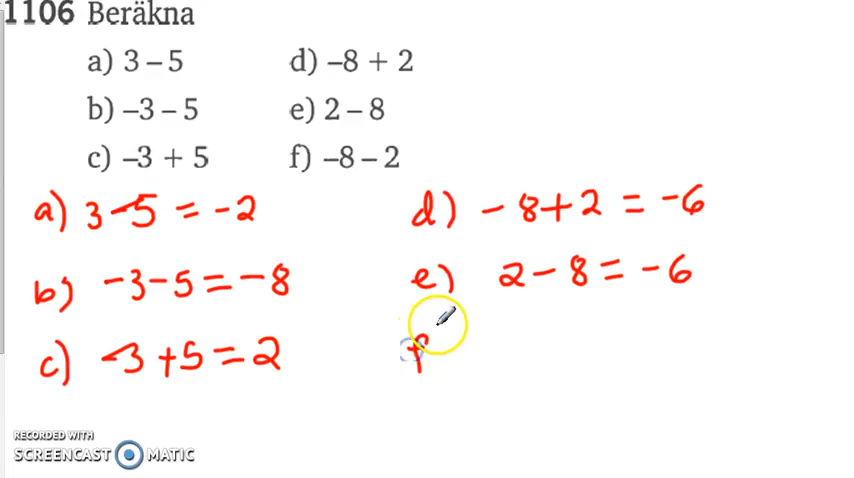 1106 Beräkna
a) 3 – 5
d) –8 + 2
b) –3 – 5
e) 2 – 8
c) –3 + 5
f) –8 – 2
a) 3 - 5 = -2
d) - 8 + 2 = -6
b) -3 - 5 = -8
e) 2 - 8 = -6
c) -3 + 5 = 2
f
RECORDED WITH
SCREENCAST MATIC